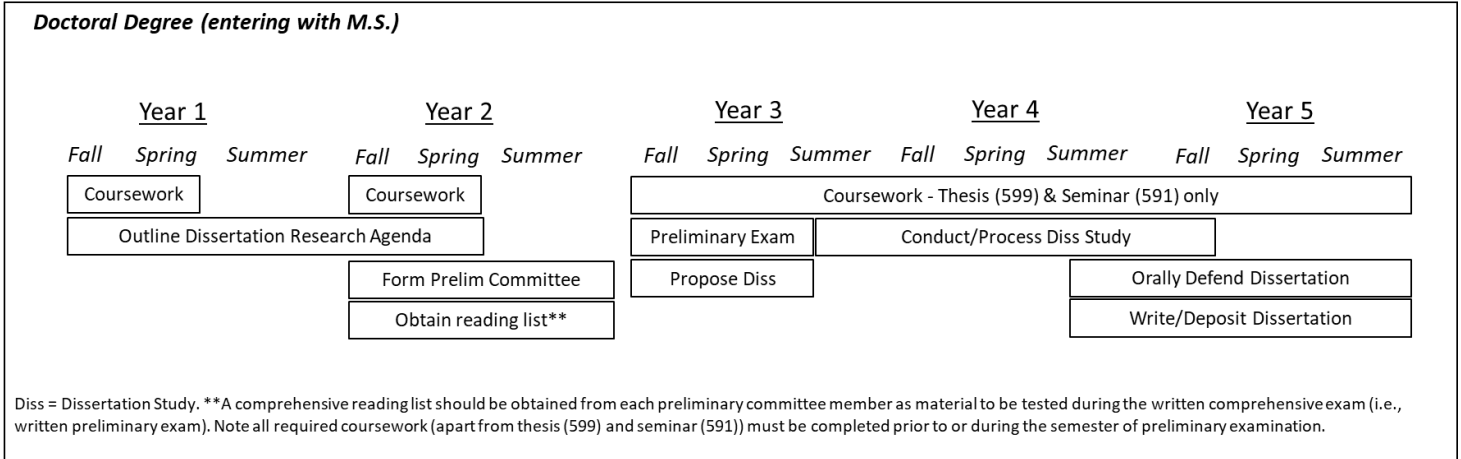 Doctoral Degree (entering with M.S.)
Year 1 Year 2 Year 3 Year 4 Year 5
Fall Spring Summer Fall Spring Summer Fall Spring Summer Fall Spring Summer Fall Spring Summer
Coursework Coursework Coursework - Thesis (599) & Seminar (591) only
Outline Dissertation Research Agenda Preliminary Exam Conduct/Process Diss Study
Form Prelim Committee Propose Diss Orally Defend Dissertation
Obtain reading list** Write/Deposit Dissertation
Diss = Dissertation Study. **A comprehensive reading list should be obtained from each preliminary committee member as material to be tested during the written comprehensive exam (i.e.,
written preliminary exam). Note all required coursework (apart from thesis (599) and seminar (591)) must be completed prior to or during the semester of preliminary examination.